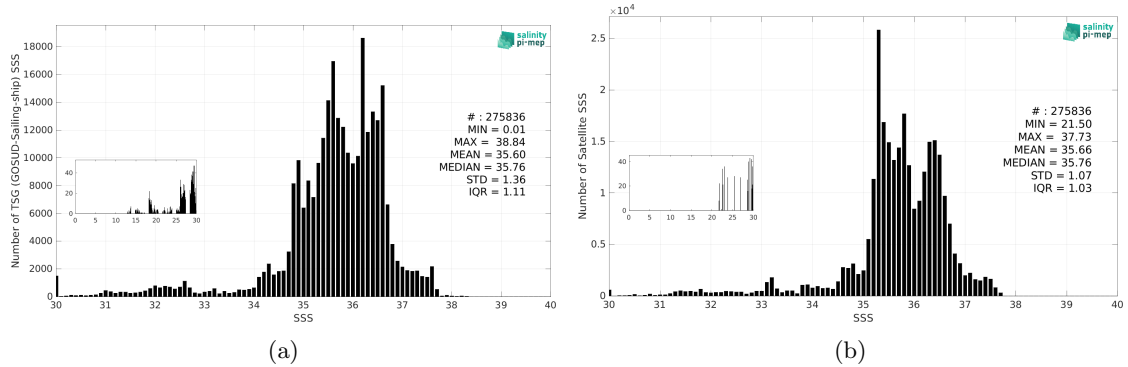 salinity
pi-mep
Number of TSG (GOSUD-Sailing-ship) SSS
18000
16000
14000
12000
10000
8000
6000
4000
2000
0
# : 275836
MIN = 0.01
MAX = 38.84
MEAN = 35.60
MEDIAN = 35.76
STD = 1.36
IQR = 1.11
40
20
0
0 5 10 15 20 25 30
30 31 32 33 34 35 36 37 38 39 40
SSS
(a)
×10⁴
salinity
pi-mep
Number of Satellite SSS
2.5
2
1.5
1
0.5
0
# : 275836
MIN = 21.50
MAX = 37.73
MEAN = 35.66
MEDIAN = 35.76
STD = 1.07
IQR = 1.03
40
20
0
0 5 10 15 20 25 30
30 31 32 33 34 35 36 37 38 39 40
SSS
(b)